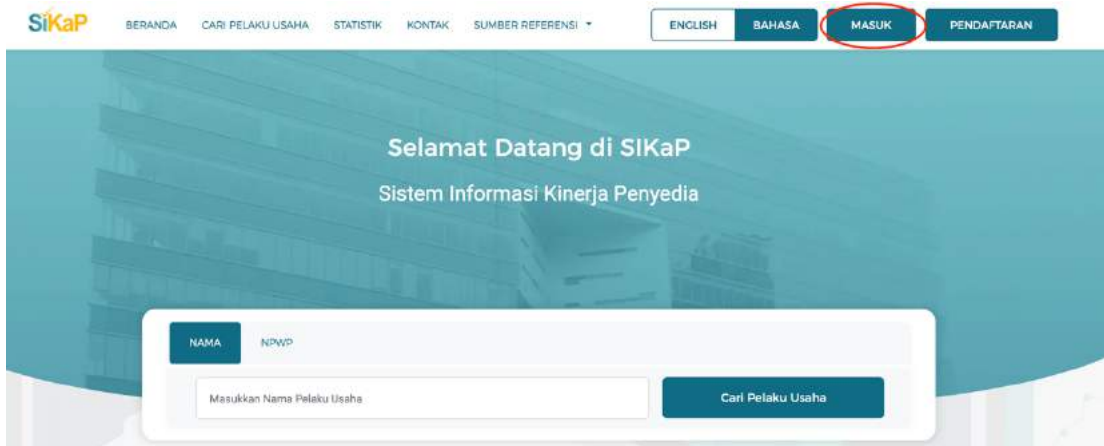 SiKaP BERANDA CARI PELAKU USAHA STATISTIK KONTAK SUMBER REFERENSI ENGLISH BAHASA MASUK PENDAFTARAN
Selamat Datang di SIKaP
Sistem Informasi Kinerja Penyedia
NAMA NPWP
Masukkan Nama Pelaku Usaha Cari Pelaku Usaha